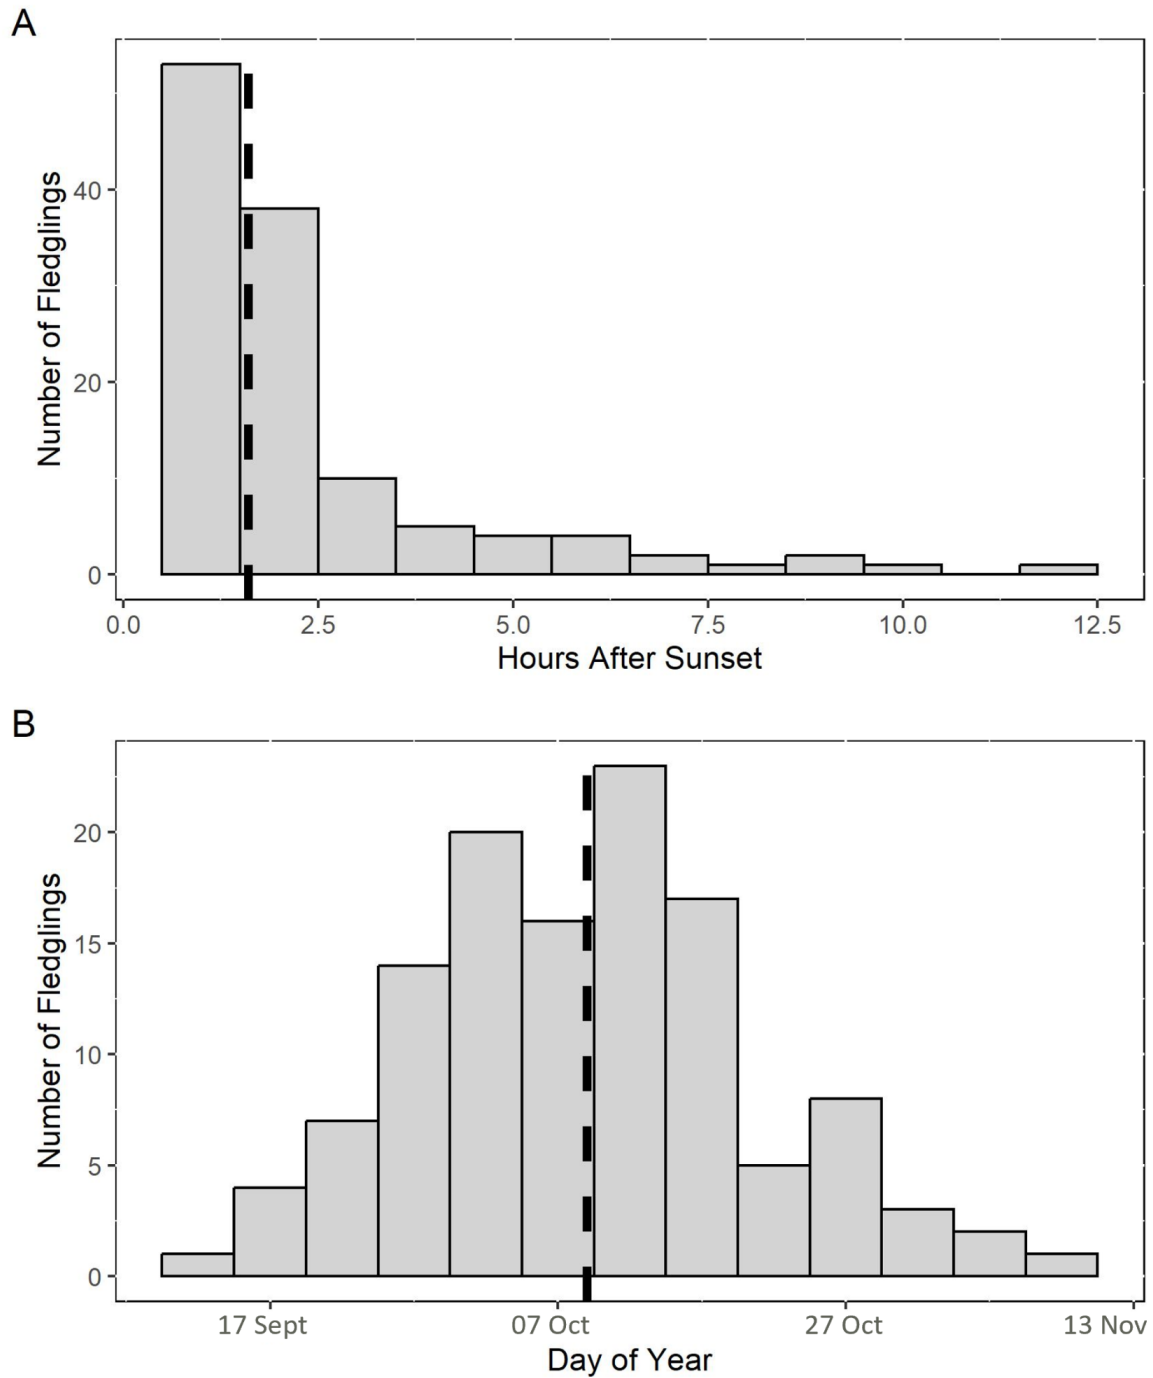 A
Number of Fledglings
40
20
0
0.0 2.5 5.0 7.5 10.0 12.5
Hours After Sunset
B
Number of Fledglings
20
15
10
5
0
17 Sept 07 Oct 27 Oct 13 Nov
Day of Year